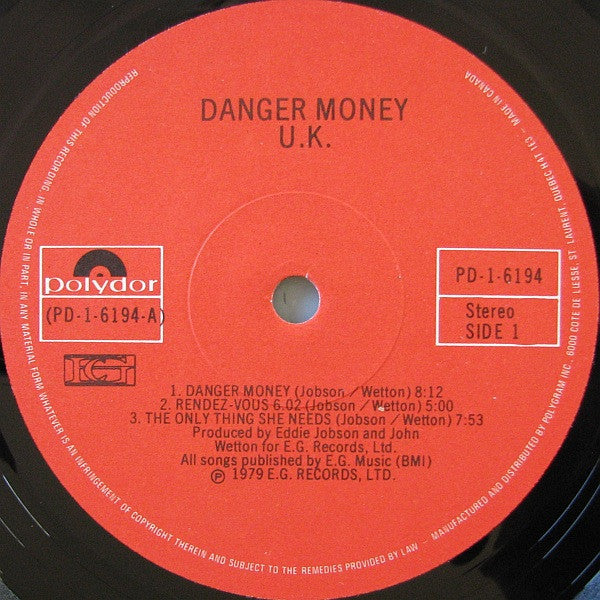 DANGER MONEY
U.K.
polydor
(PD-1-6194-A)
EG
PD-1-6194
Stereo
SIDE 1
1. DANGER MONEY (Jobson / Wetton) 8:12
2. RENDEZ-VOUS 6.02 (Jobson / Wetton) 5:00
3. THE ONLY THING SHE NEEDS (Jobson / Wetton) 7:53
Produced by Eddie Jobson and John
Wetton for E.G. Records, Ltd.
All songs published by E.G. Music (BMI)
℗ 1979 E.G. RECORDS, LTD.
REPRODUCTION OF THIS RECORDING, IN WHOLE OR IN PART, IN ANY MATERIAL FORM WHATEVER IS AN INFRINGEMENT OF COPYRIGHT THEREIN AND SUBJECT TO THE REMEDIES PROVIDED BY LAW – MANUFACTURED AND DISTRIBUTED BY POLYGRAM INC. 6000 COTE DE LIESSE, ST. LAURENT, QUEBEC H4T 1E3 – MADE IN CANADA